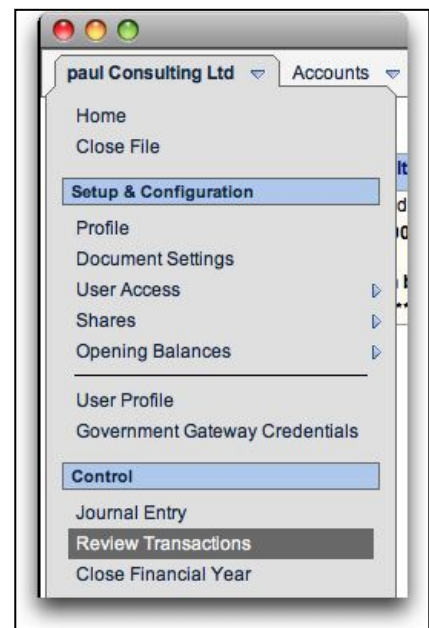 paul Consulting Ltd Accounts
Home
Close File
Setup & Configuration
Profile
Document Settings
User Access
Shares
Opening Balances
User Profile
Government Gateway Credentials
Control
Journal Entry
Review Transactions
Close Financial Year